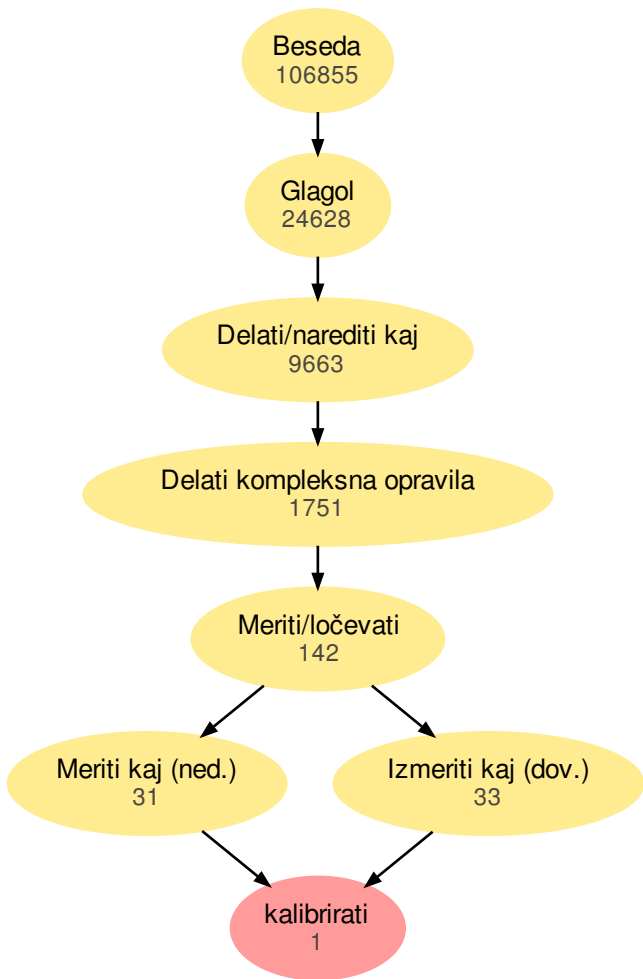 Beseda
106855
Glagol
24628
Delati/narediti kaj
9663
Delati kompleksna opravila
1751
Meriti/ločevati
142
Meriti kaj (ned.)
31
Izmeriti kaj (dov.)
33
kalibrirati
1